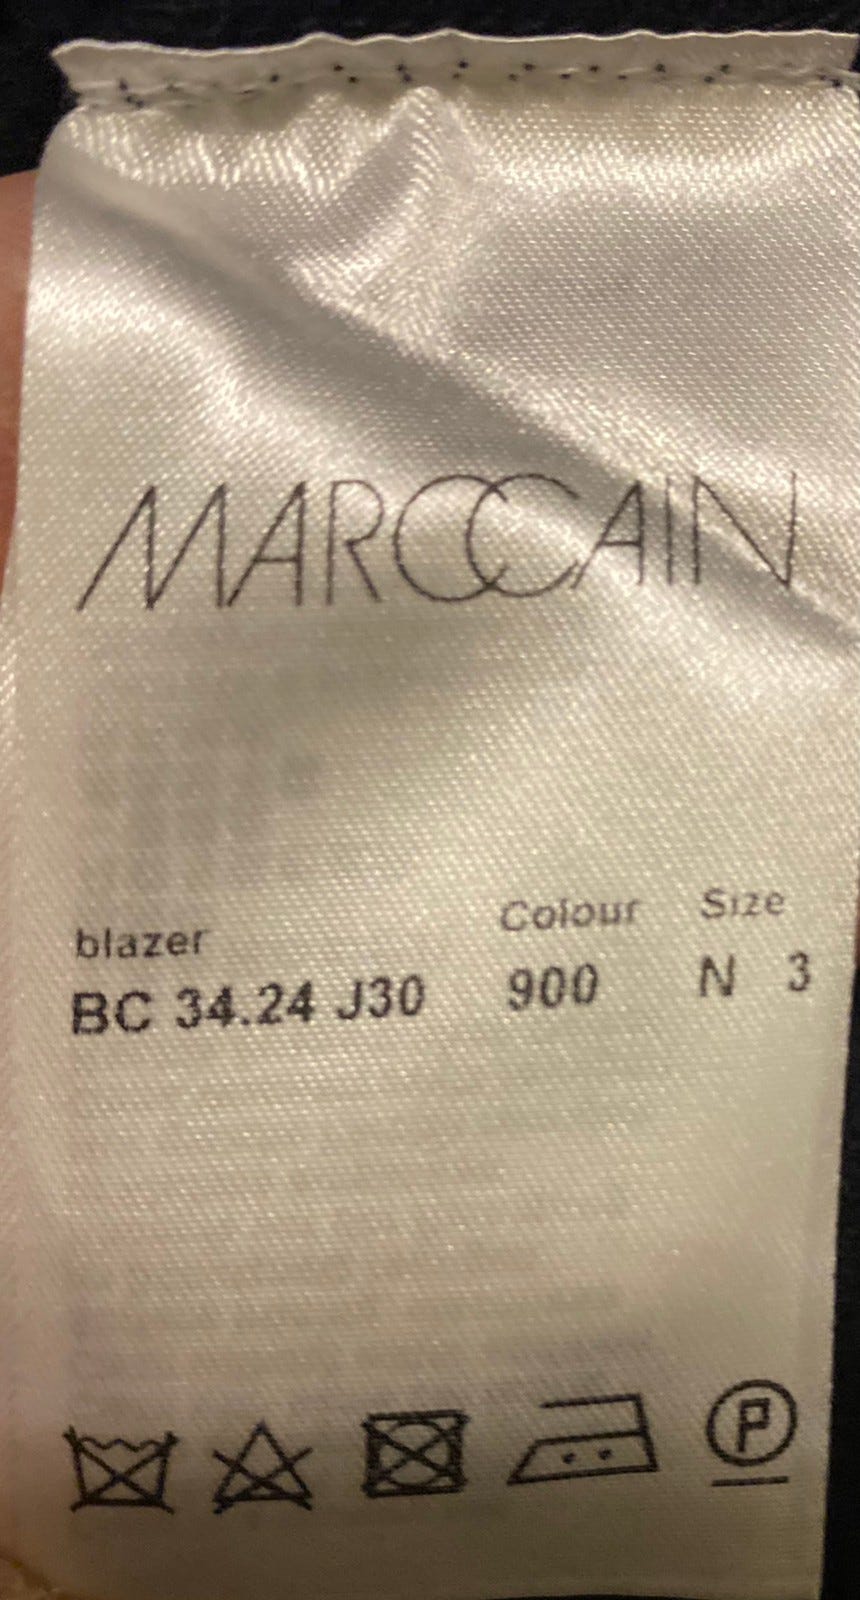 MARCCAIN
blazer Colour Size
BC 34.24 J30 900 N 3
P